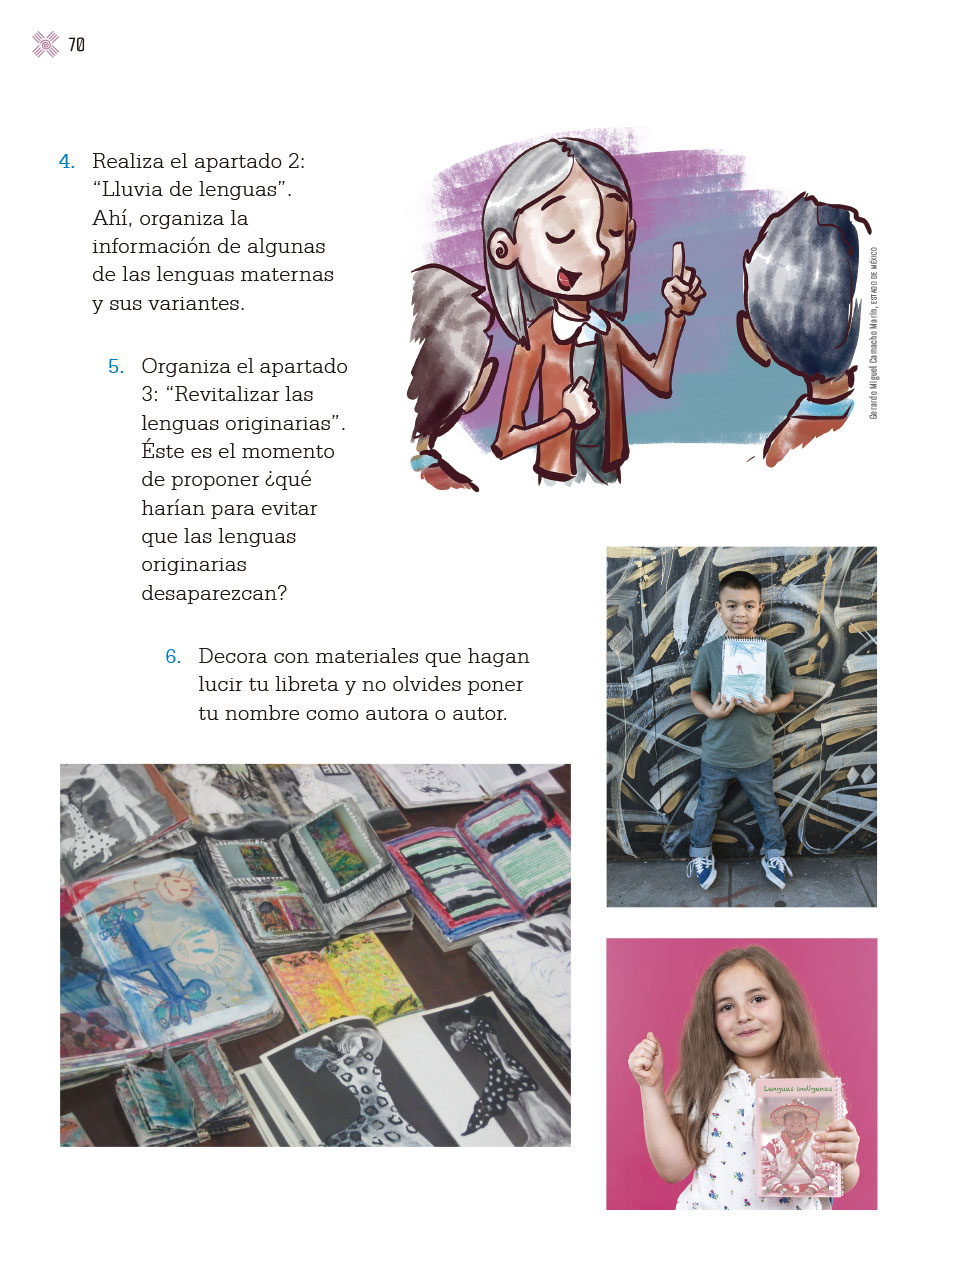 70
4. Realiza el apartado 2:
“Lluvia de lenguas”.
Ahí, organiza la
información de algunas
de las lenguas maternas
y sus variantes.
5. Organiza el apartado
3: “Revitalizar las
lenguas originarias”.
Éste es el momento
de proponer ¿qué
harían para evitar
que las lenguas
originarias
desaparezcan?
6. Decora con materiales que hagan
lucir tu libreta y no olvides poner
tu nombre como autora o autor.
Gerardo Miguel Camacho Marín, ESTADO DE MÉXICO
Lenguas indígenas